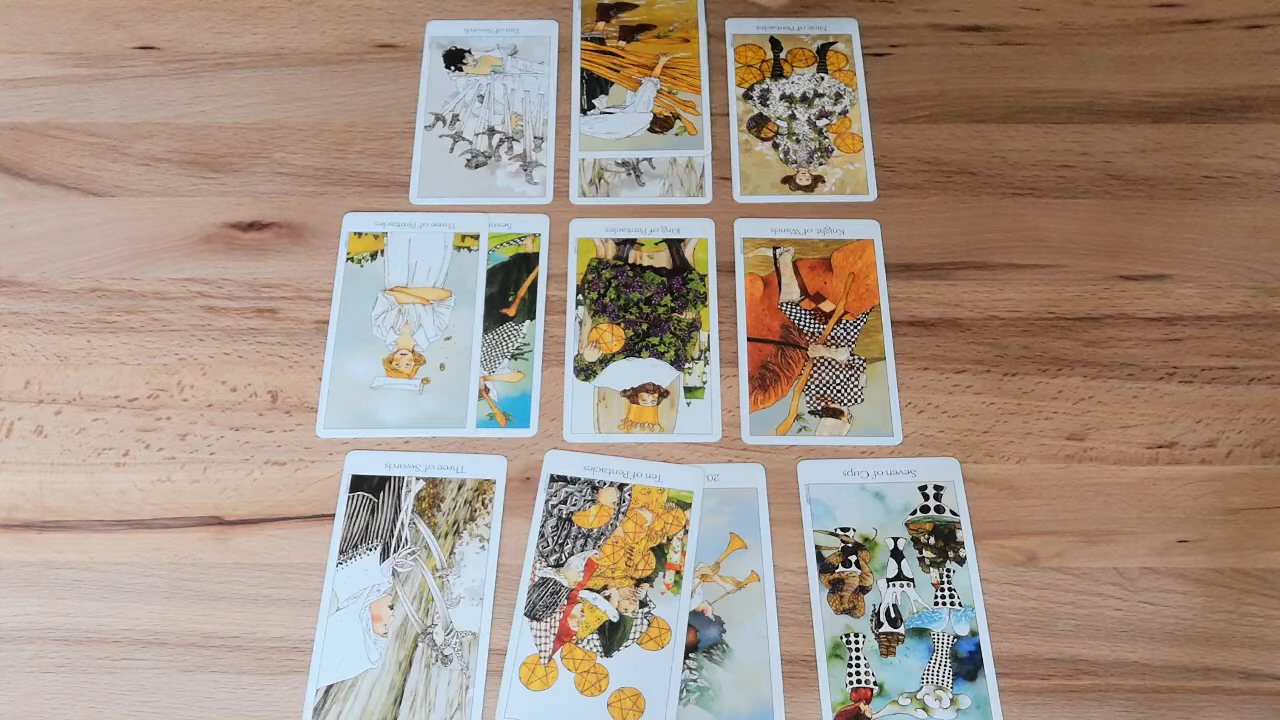 Ten of Swords
Nine of Pentacles
Three of Pentacles
Seven
King of Pentacles
Knight of Wands
Three of Swords
Ten of Pentacles
20
Seven of Cups